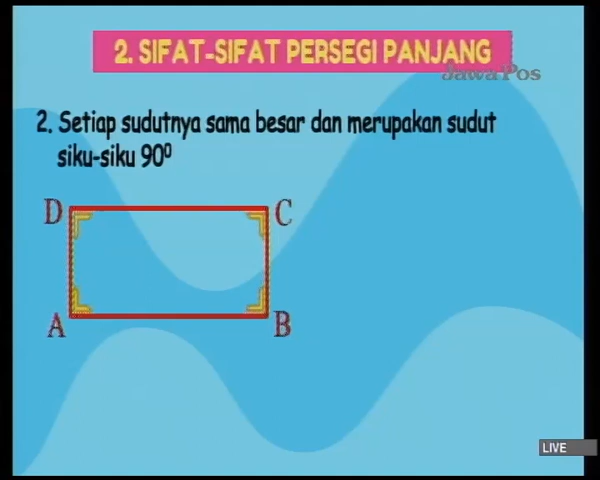 2. SIFAT-SIFAT PERSEGI PANJANG
JawaPos
2. Setiap sudutnya sama besar dan merupakan sudut
siku-siku 90⁰
D
C
A
B
LIVE